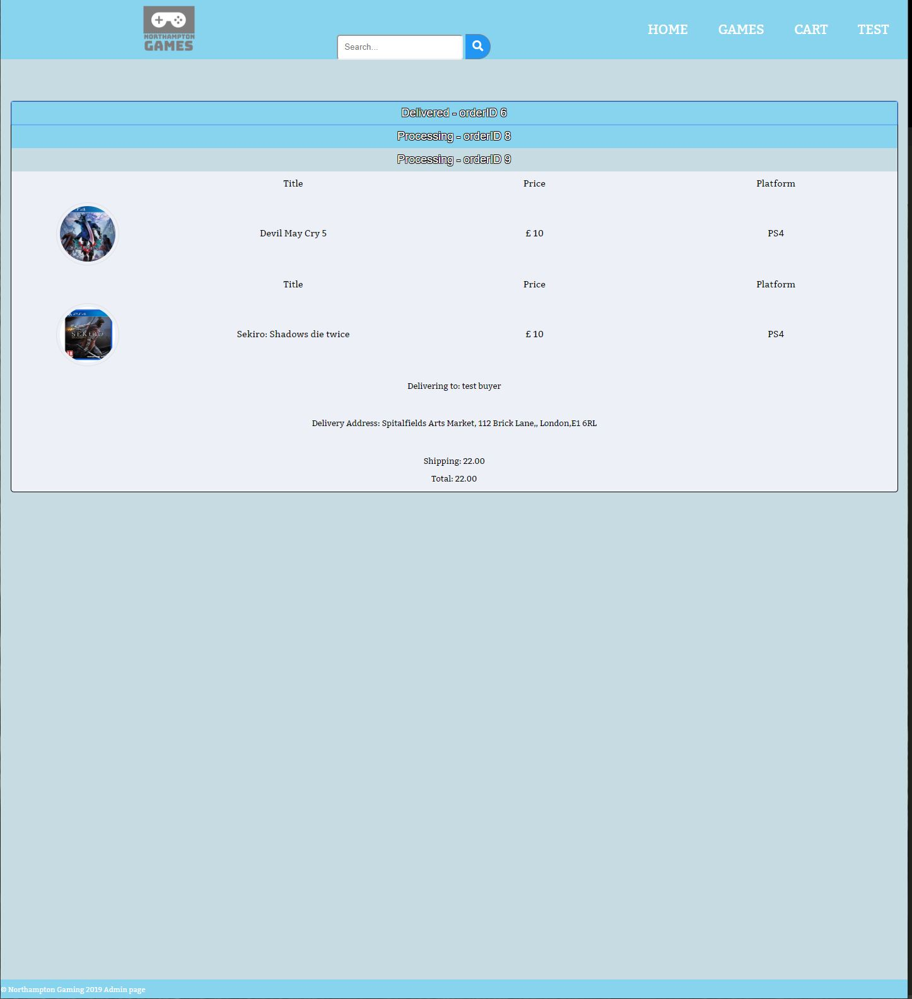 NORTHAMPTON
GAMES
Search...
HOME GAMES CART TEST
Delivered - orderID 6
Processing - orderID 8
Processing - orderID 9
Title Price Platform
Devil May Cry 5 £ 10 PS4
Title Price Platform
PS4
SEKIRO
18
Sekiro: Shadows die twice £ 10 PS4
Delivering to: test buyer
Delivery Address: Spitalfields Arts Market, 112 Brick Lane,, London,E1 6RL
Shipping: 22.00
Total: 22.00
© Northampton Gaming 2019 Admin page